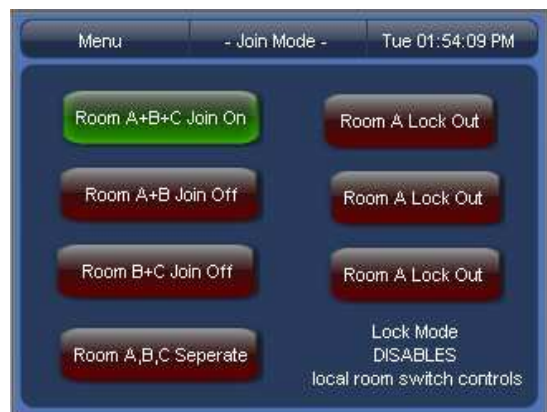 Menu - Join Mode - Tue 01:54:09 PM
Room A+B+C Join On
Room A Lock Out
Room A+B Join Off
Room A Lock Out
Room B+C Join Off
Room A Lock Out
Room A,B,C Seperate
Lock Mode
DISABLES
local room switch controls